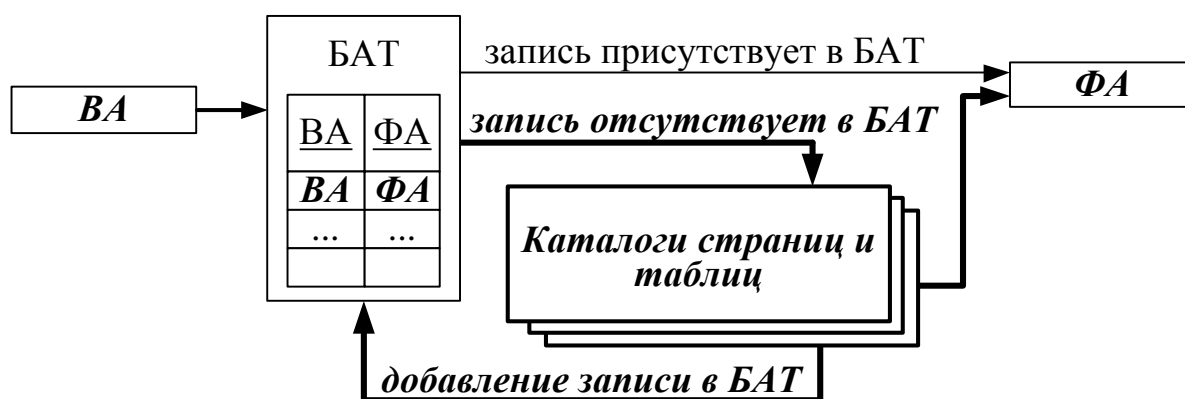 БАТ
запись присутствует в БАТ
ВА
ФА
ВА ФА
запись отсутствует в БАТ
ВА ФА
... ...
Каталоги страниц и
таблиц
добавление записи в БАТ